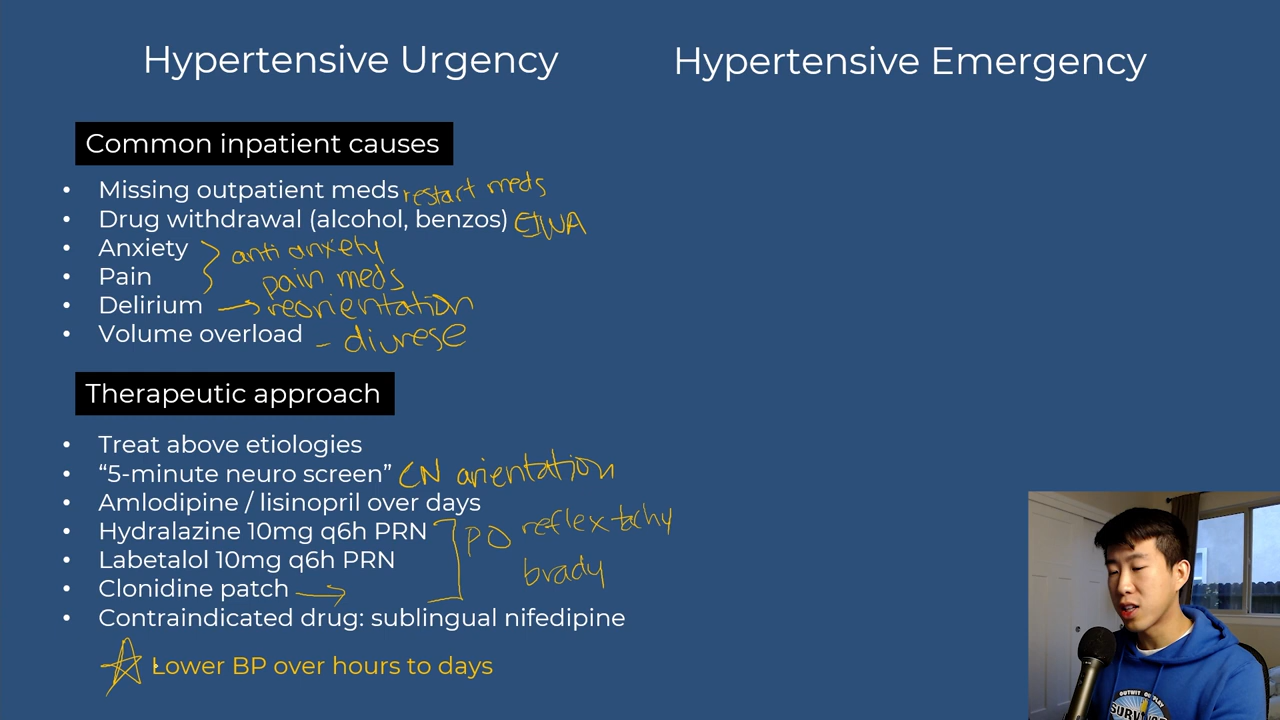 Hypertensive Urgency
Hypertensive Emergency
Common inpatient causes
• Missing outpatient meds restart meds
• Drug withdrawal (alcohol, benzos) CIWA
• Anxiety anti anxiety
• Pain pain meds
• Delirium → reorientation
• Volume overload - diurese
Therapeutic approach
• Treat above etiologies
• “5-minute neuro screen” CN orientation
• Amlodipine / lisinopril over days
• Hydralazine 10mg q6h PRN PO reflex tachy
• Labetalol 10mg q6h PRN brady
• Clonidine patch →
• Contraindicated drug: sublingual nifedipine
Lower BP over hours to days
OUTWIT OUTPLAY
SURVIVOR